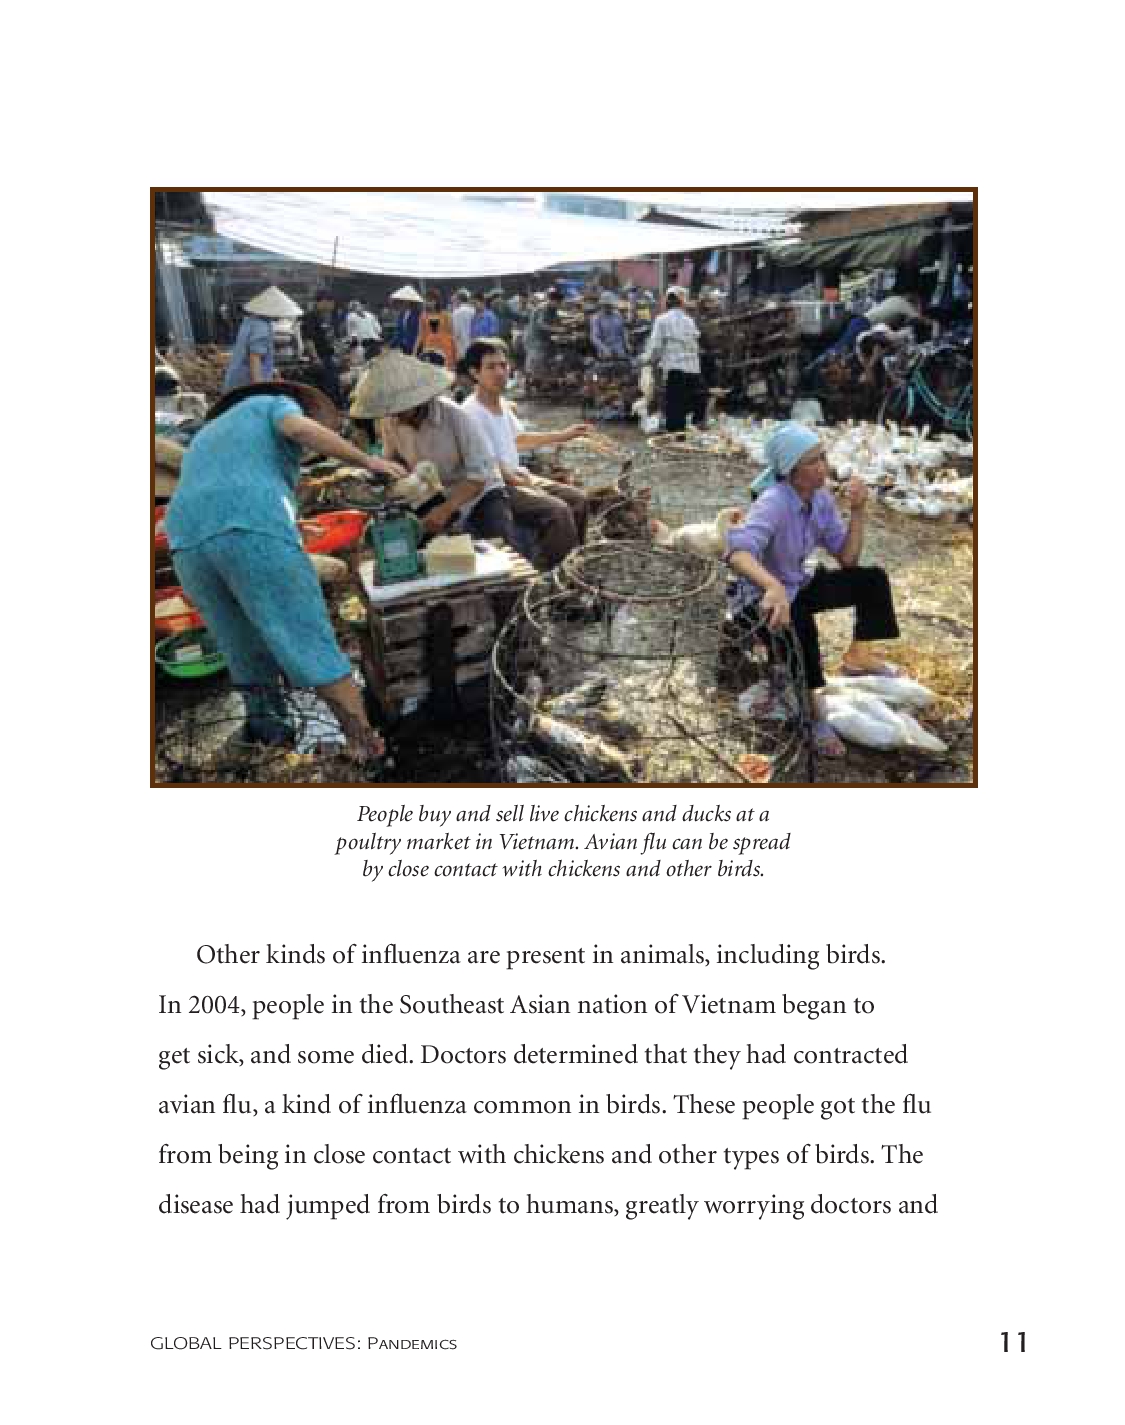 People buy and sell live chickens and ducks at a
poultry market in Vietnam. Avian flu can be spread
by close contact with chickens and other birds.
Other kinds of influenza are present in animals, including birds.
In 2004, people in the Southeast Asian nation of Vietnam began to
get sick, and some died. Doctors determined that they had contracted
avian flu, a kind of influenza common in birds. These people got the flu
from being in close contact with chickens and other types of birds. The
disease had jumped from birds to humans, greatly worrying doctors and
GLOBAL PERSPECTIVES: PANDEMICS
11